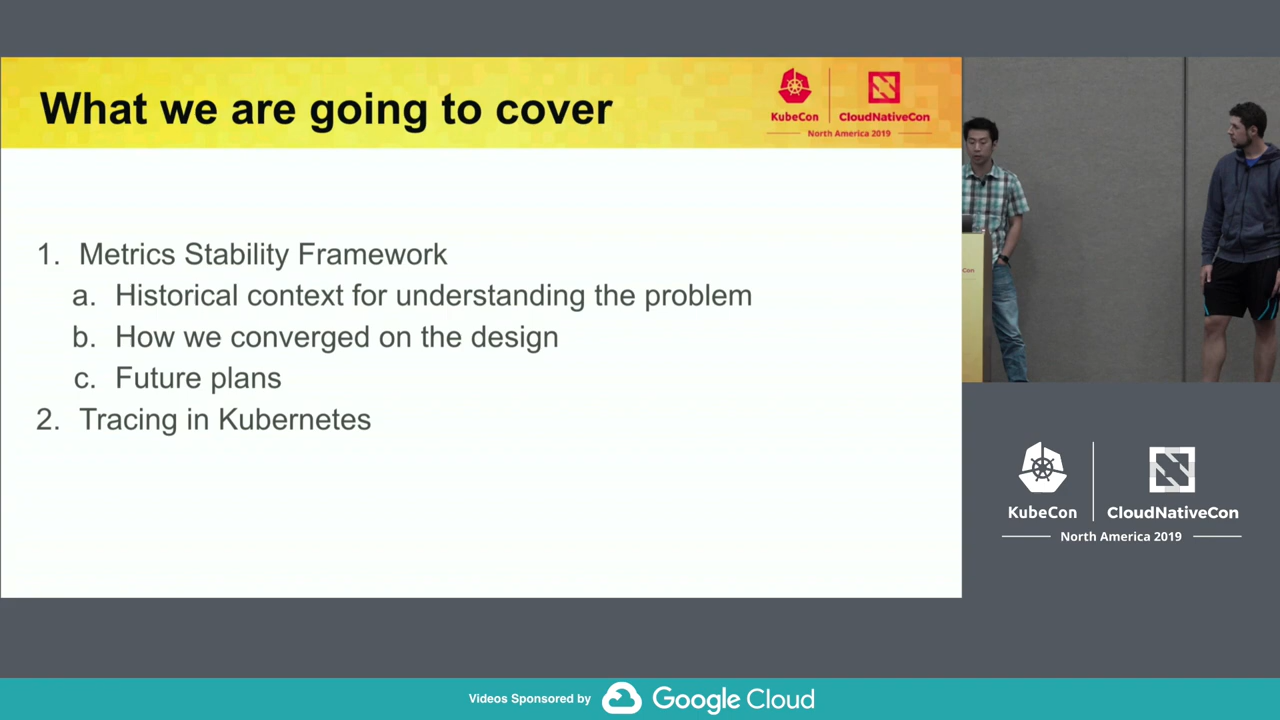 What we are going to cover
KubeCon
CloudNativeCon
North America 2019
1. Metrics Stability Framework
a. Historical context for understanding the problem
b. How we converged on the design
c. Future plans
2. Tracing in Kubernetes
KubeCon
CloudNativeCon
North America 2019
Videos Sponsored by
Google Cloud